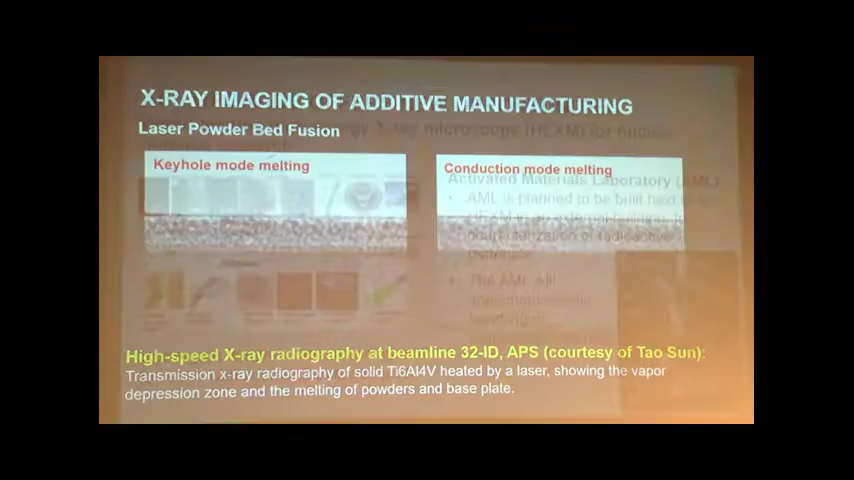 X-RAY IMAGING OF ADDITIVE MANUFACTURING
Laser Powder Bed Fusion
Keyhole mode melting
Conduction mode melting
Activated Materials Laboratory (AML)
• AML is planned to be built next
characterization of radioactive
materials
• The AML will
High-speed X-ray radiography at beamline 32-ID, APS (courtesy of Tao Sun):
Transmission x-ray radiography of solid Ti6Al4V heated by a laser, showing the vapor
depression zone and the melting of powders and base plate.